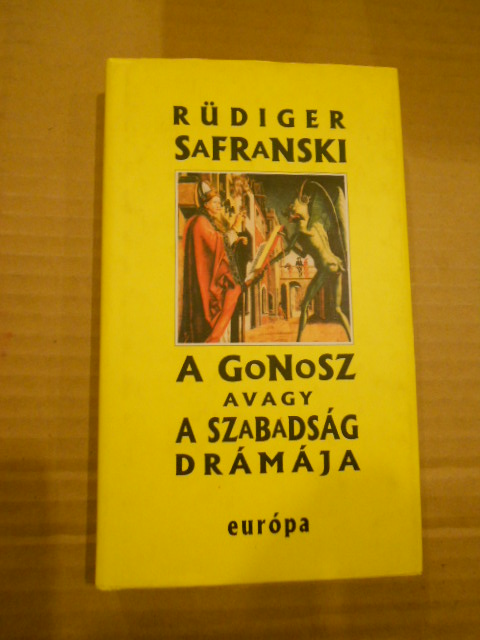 RÜDIGER
SaFRaNSKI
A GoNoSZ
AVAGY
A SZaBaDSÁG
DRÁMÁJA
európa